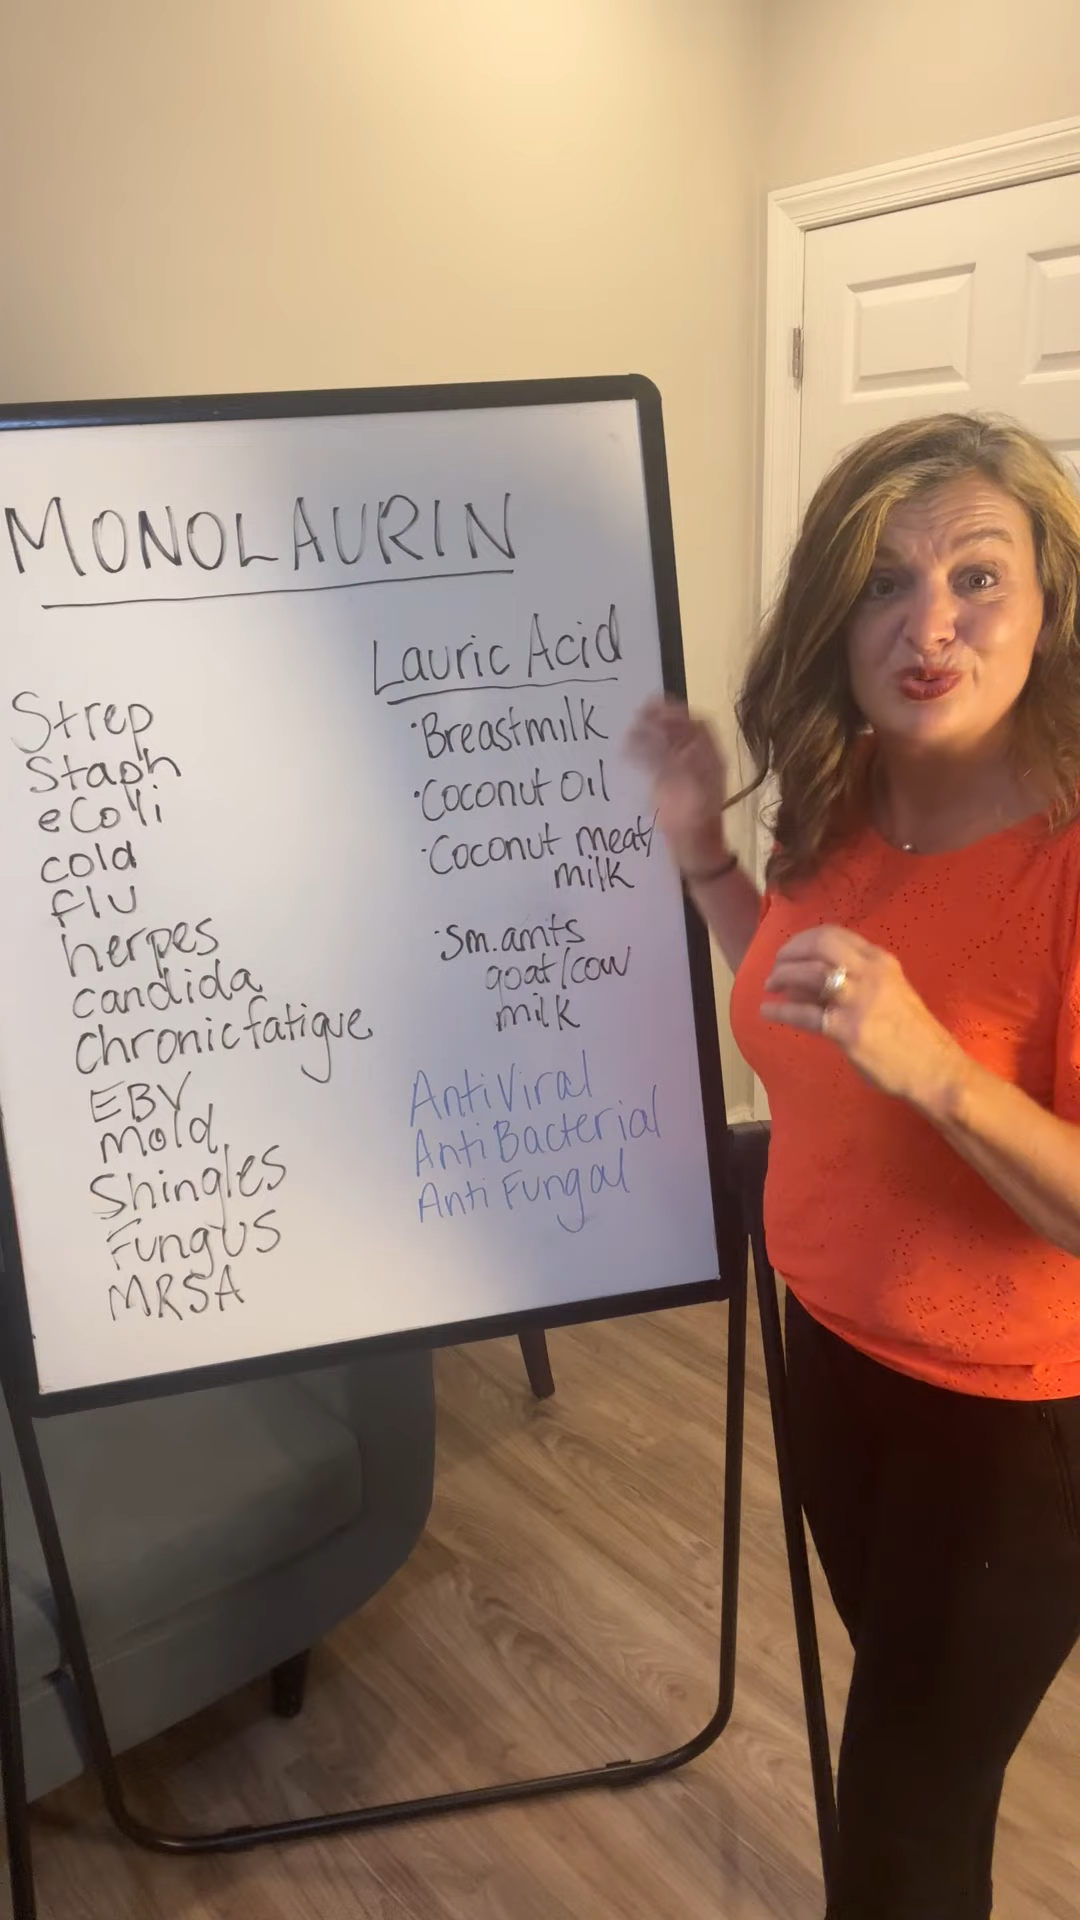 MONOLAURIN
Strep
Staph
eColi
cold
flu
herpes
candida
Chronic fatigue
EBV
Mold
Shingles
Fungus
MRSA
Lauric Acid
·Breastmilk
·Coconut Oil
·Coconut meat/
milk
·Sm. amts
goat/cow
milk
AntiViral
AntiBacterial
AntiFungal